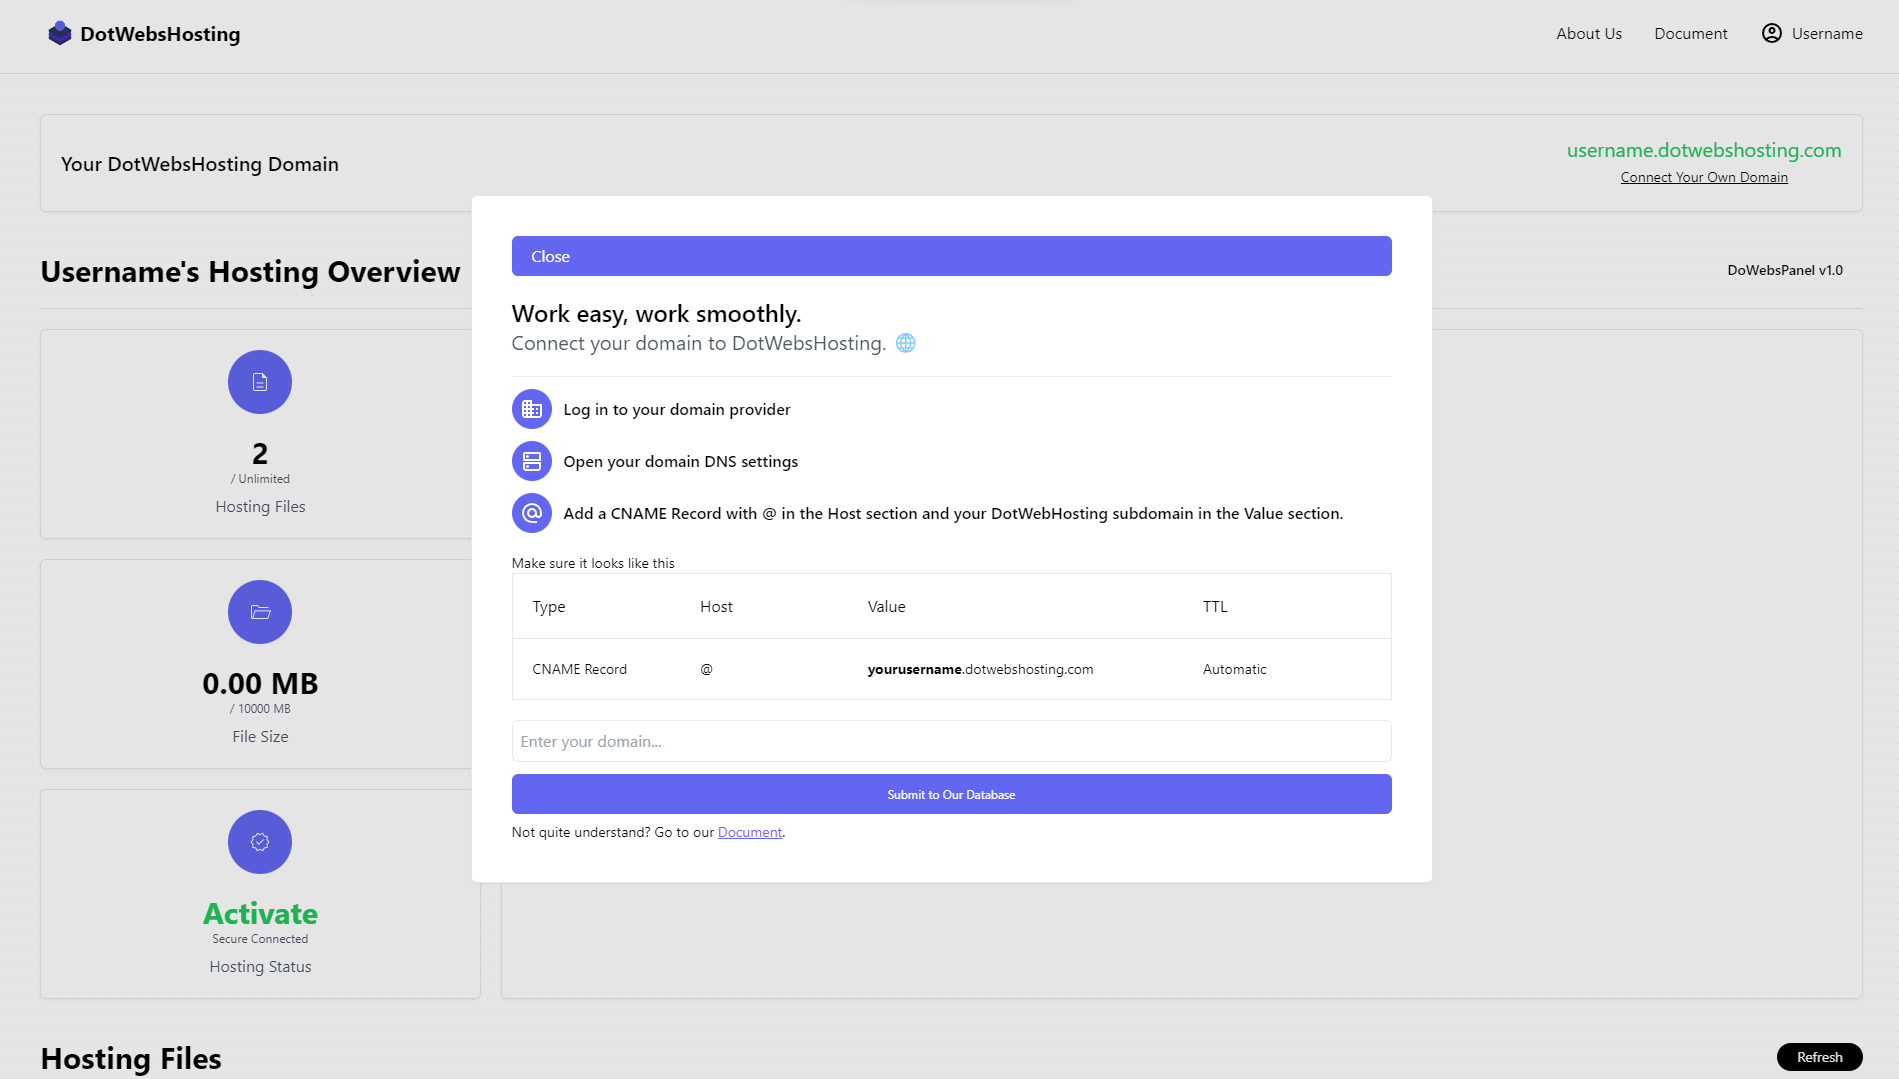 DotWebsHosting
About Us
Document
Username
Your DotWebsHosting Domain
username.dotwebshosting.com
Connect Your Own Domain
Username's Hosting Overview
DoWebsPanel v1.0
2
/ Unlimited
Hosting Files
0.00 MB
/ 10000 MB
File Size
Activate
Secure Connected
Hosting Status
Close
Work easy, work smoothly.
Connect your domain to DotWebsHosting.
Log in to your domain provider
Open your domain DNS settings
Add a CNAME Record with @ in the Host section and your DotWebHosting subdomain in the Value section.
Make sure it looks like this
Type Host Value TTL
CNAME Record @ yourusername.dotwebshosting.com Automatic
Enter your domain...
Submit to Our Database
Not quite understand? Go to our Document.
Hosting Files
Refresh